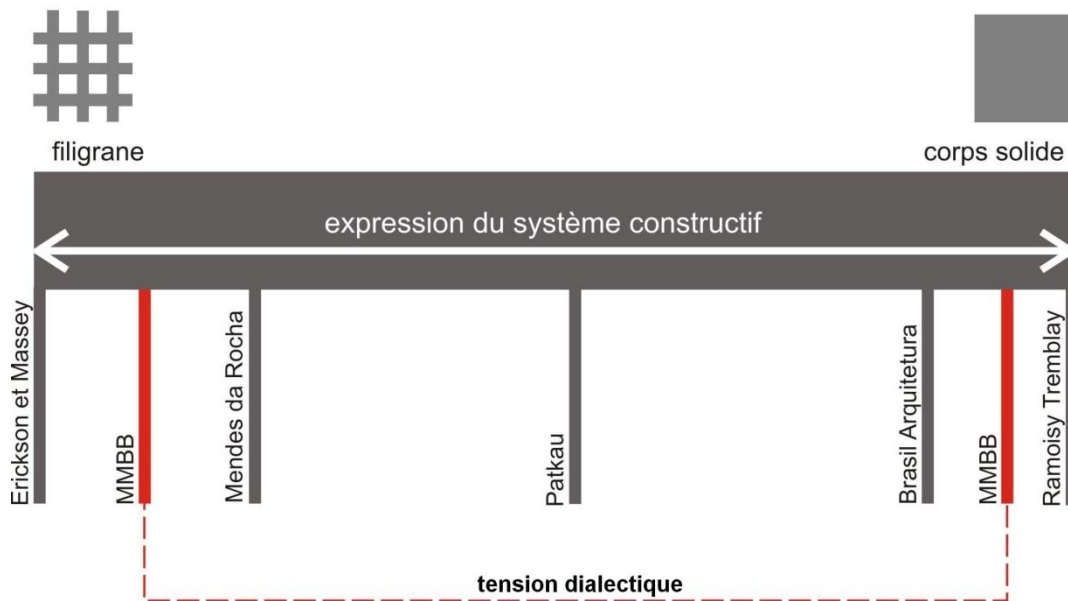 filigrane
corps solide
expression du système constructif
Erickson et Massey
MMBB
Mendes da Rocha
Patkau
Brasil Arquitetura
MMBB
Ramoisy Tremblay
tension dialectique